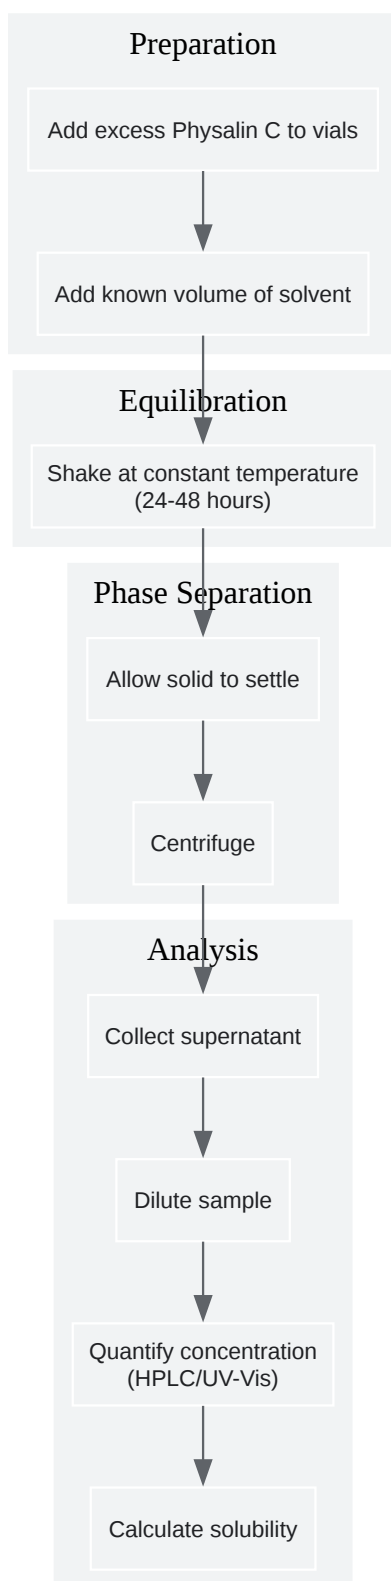 Preparation
Add excess Physalin C to vials
Add known volume of solvent
Equilibration
Shake at constant temperature
(24-48 hours)
Phase Separation
Allow solid to settle
Centrifuge
Analysis
Collect supernatant
Dilute sample
Quantify concentration
(HPLC/UV-Vis)
Calculate solubility